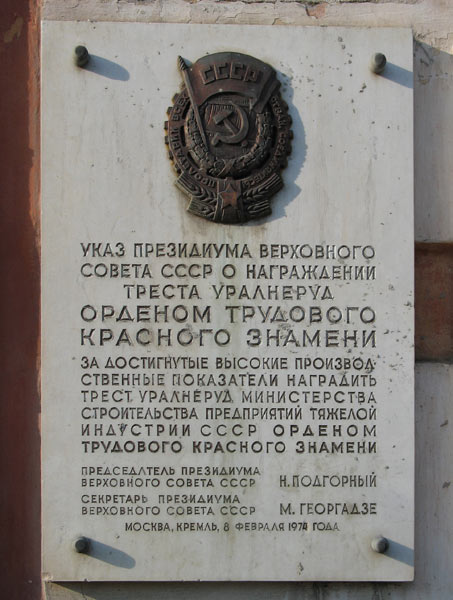 СССР
УКАЗ ПРЕЗИДИУМА ВЕРХОВНОГО
СОВЕТА СССР О НАГРАЖДЕНИИ
ТРЕСТА УРАЛНЕРУД
ОРДЕНОМ ТРУДОВОГО
КРАСНОГО ЗНАМЕНИ
ЗА ДОСТИГНУТЫЕ ВЫСОКИЕ ПРОИЗВОД-
СТВЕННЫЕ ПОКАЗАТЕЛИ НАГРАДИТЬ
ТРЕСТ УРАЛНЕРУД МИНИСТЕРСТВА
СТРОИТЕЛЬСТВА ПРЕДПРИЯТИЙ ТЯЖЕЛОЙ
ИНДУСТРИИ СССР ОРДЕНОМ
ТРУДОВОГО КРАСНОГО ЗНАМЕНИ
ПРЕДСЕДАТЕЛЬ ПРЕЗИДИУМА
ВЕРХОВНОГО СОВЕТА СССР Н. ПОДГОРНЫЙ
СЕКРЕТАРЬ ПРЕЗИДИУМА
ВЕРХОВНОГО СОВЕТА СССР М. ГЕОРГАДЗЕ
МОСКВА, КРЕМЛЬ, 8 ФЕВРАЛЯ 1974 ГОДА